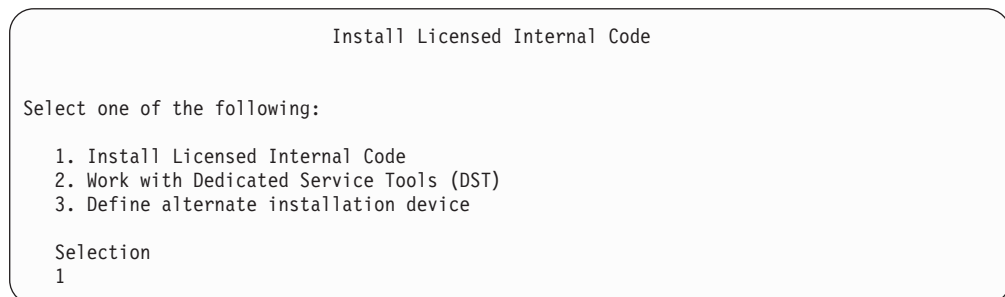 Install Licensed Internal Code
Select one of the following:
1. Install Licensed Internal Code
2. Work with Dedicated Service Tools (DST)
3. Define alternate installation device
Selection
1